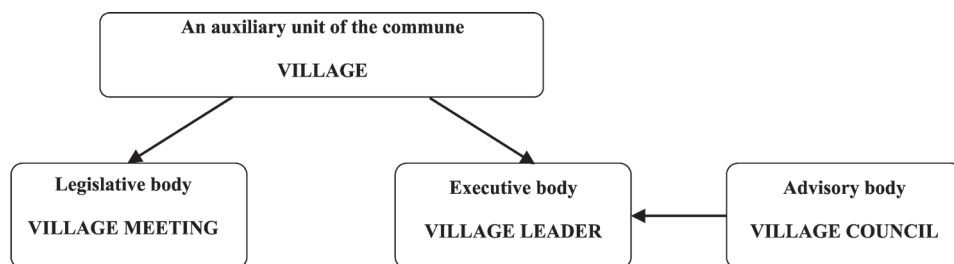 An auxiliary unit of the commune
VILLAGE
Legislative body
VILLAGE MEETING
Executive body
VILLAGE LEADER
Advisory body
VILLAGE COUNCIL